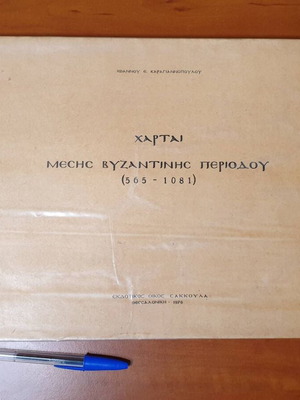 ΙΩΑΝΝΟΥ Ε. ΚΑΡΑΓΙΑΝΝΟΠΟΥΛΟΥ
ΧΑΡΤΑΙ
ΜΕΣΗΣ ΒΥΖΑΝΤΙΝΗΣ ΠΕΡΙΟΔΟΥ
(565 - 1081)
ΕΚΔΟΤΙΚΟΣ ΟΙΚΟΣ ΣΑΚΚΟΥΛΑ
ΘΕΣΣΑΛΟΝΙΚΗ